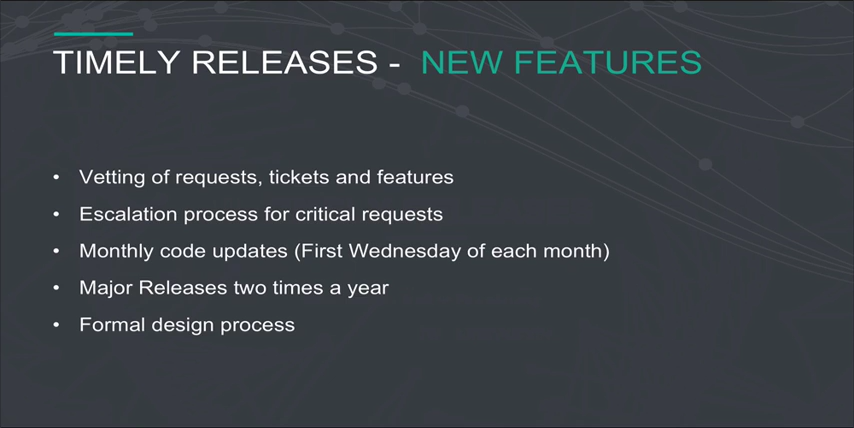 TIMELY RELEASES - NEW FEATURES
• Vetting of requests, tickets and features
• Escalation process for critical requests
• Monthly code updates (First Wednesday of each month)
• Major Releases two times a year
• Formal design process